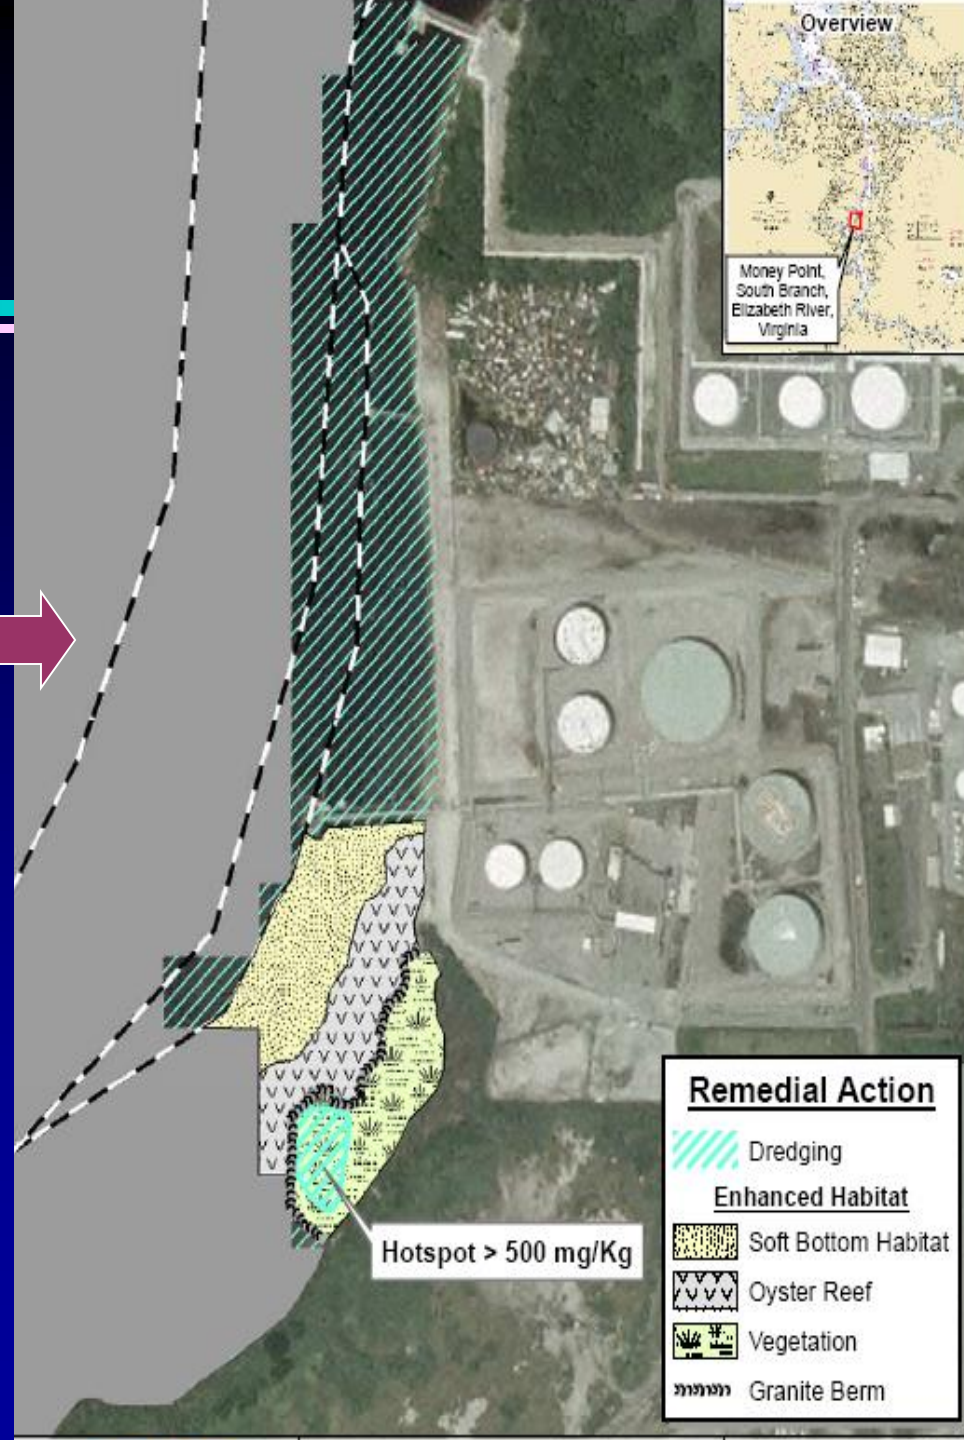 Overview
Money Point,
South Branch,
Elizabeth River,
Virginia
Hotspot > 500 mg/Kg
Remedial Action
Dredging
Enhanced Habitat
Soft Bottom Habitat
Oyster Reef
Vegetation
Granite Berm